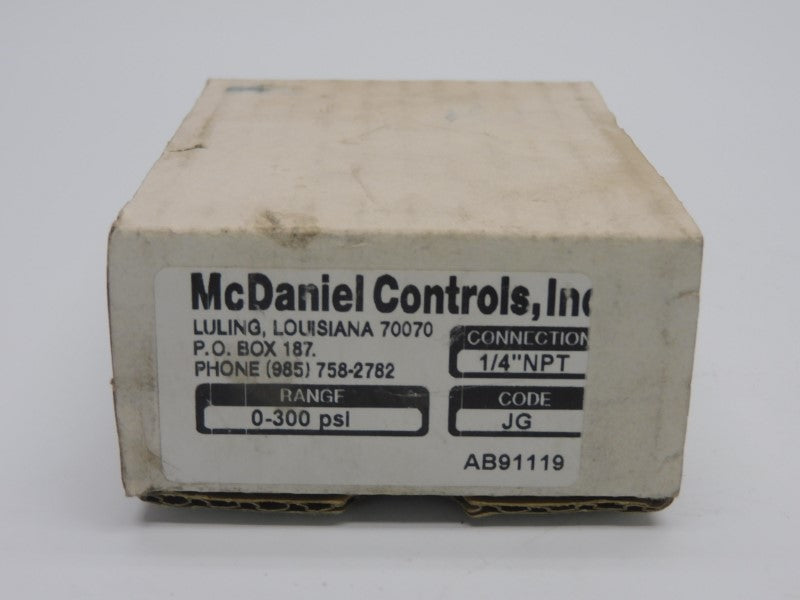 McDaniel Controls, Inc
LULING, LOUISIANA 70070
P.O. BOX 187.
PHONE (985) 758-2782
CONNECTION
1/4"NPT
RANGE
0-300 psi
CODE
JG
AB91119